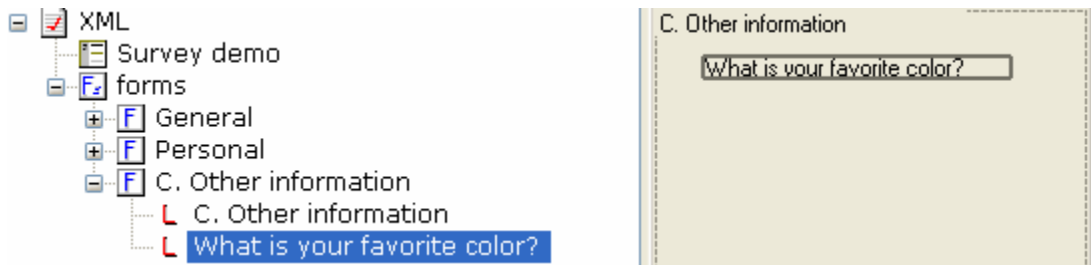 XML
Survey demo
forms
F General
F Personal
F C. Other information
L C. Other information
L What is your favorite color?
C. Other information
What is your favorite color?